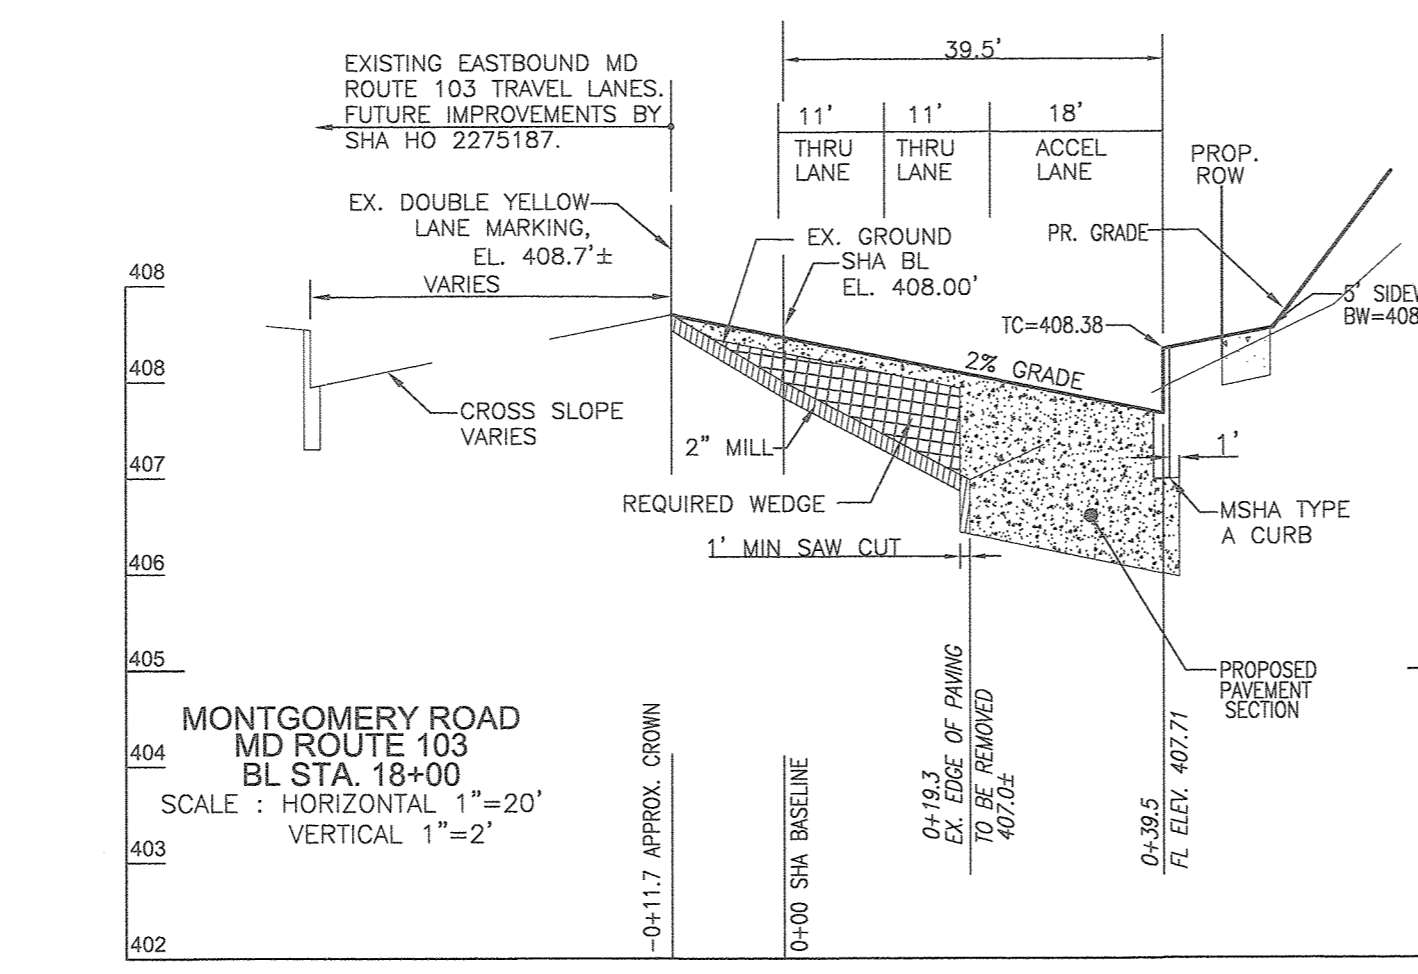 EXISTING EASTBOUND MD
ROUTE 103 TRAVEL LANES.
FUTURE IMPROVEMENTS BY
SHA HO 2275187.
39.5'
11'
11'
18'
THRU
LANE
THRU
LANE
ACCEL
LANE
PROP.
ROW
EX. DOUBLE YELLOW
LANE MARKING,
EL. 408.7'±
VARIES
EX. GROUND
SHA BL
EL. 408.00'
PR. GRADE
5' SIDEW
BW=408
TC=408.38
2% GRADE
408
408
407
406
405
404
403
402
CROSS SLOPE
VARIES
2" MILL
REQUIRED WEDGE
1' MIN SAW CUT
1'
MSHA TYPE
A CURB
PROPOSED
PAVEMENT
SECTION
MONTGOMERY ROAD
MD ROUTE 103
BL STA. 18+00
SCALE : HORIZONTAL 1"=20'
VERTICAL 1"=2'
-0+11.7 APPROX. CROWN
0+00 SHA BASELINE
0+19.3
EX. EDGE OF PAVING
TO BE REMOVED
407.0±
0+39.5
FL ELEV. 407.71